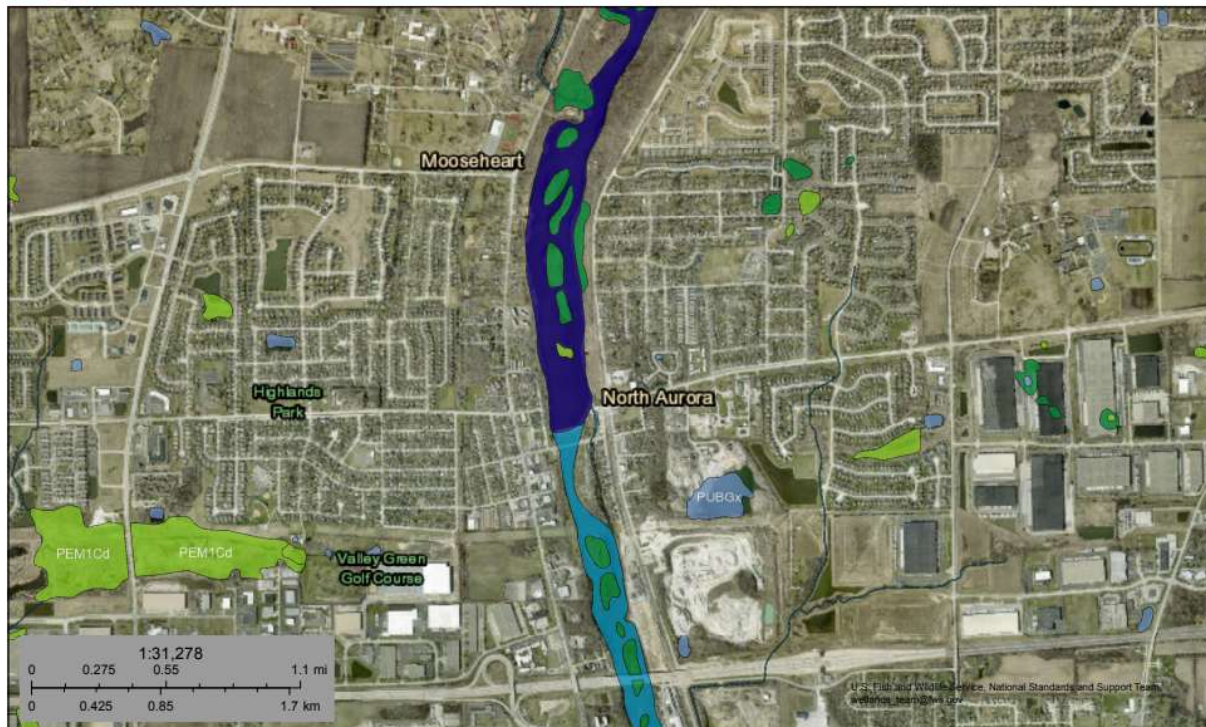 Mooseheart
North Aurora
Highlands
Park
PUBGx
PEM1Cd
PEM1Cd
Valley Green
Golf Course
1:31,278
0 0.275 0.55 1.1 mi
0 0.425 0.85 1.7 km
U.S. Fish and Wildlife Service, National Standards and Support Team,
wetlands_team@fws.gov